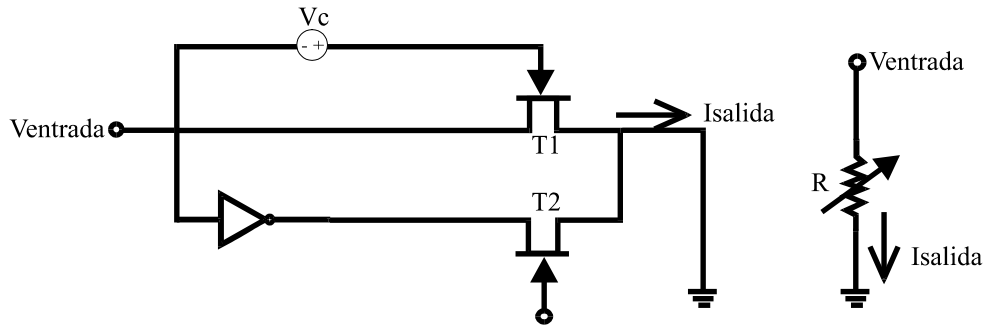 Vc
- +
Ventrada
Isalida
T1
T2
Ventrada
R
Isalida